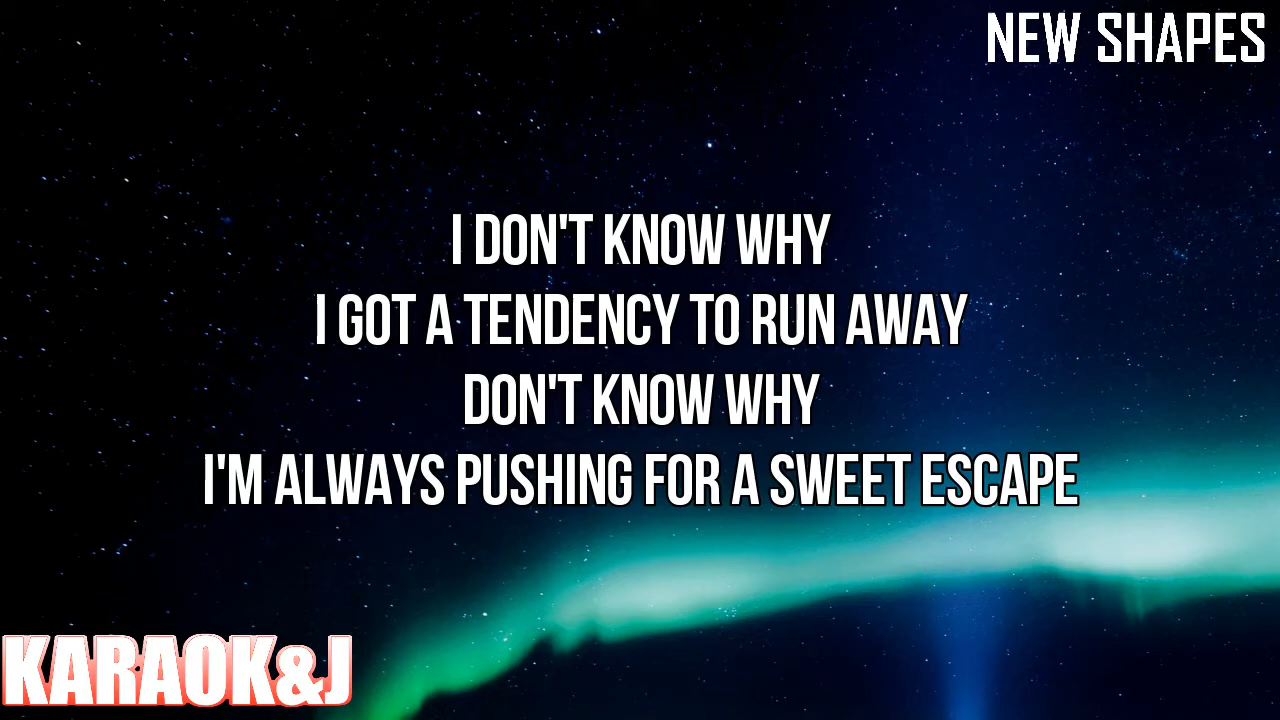 NEW SHAPES
I DON'T KNOW WHY
I GOT A TENDENCY TO RUN AWAY
DON'T KNOW WHY
I'M ALWAYS PUSHING FOR A SWEET ESCAPE
KARAOK&J